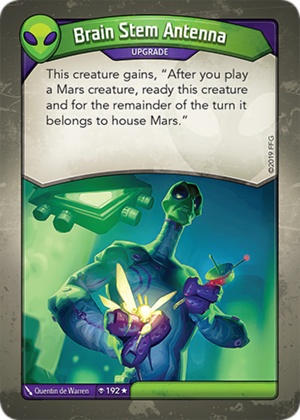 Brain Stem Antenna
UPGRADE
This creature gains, “After you play
a Mars creature, ready this creature
and for the remainder of the turn it
belongs to house Mars.”
©2019 FFG
Quentin de Warren
192